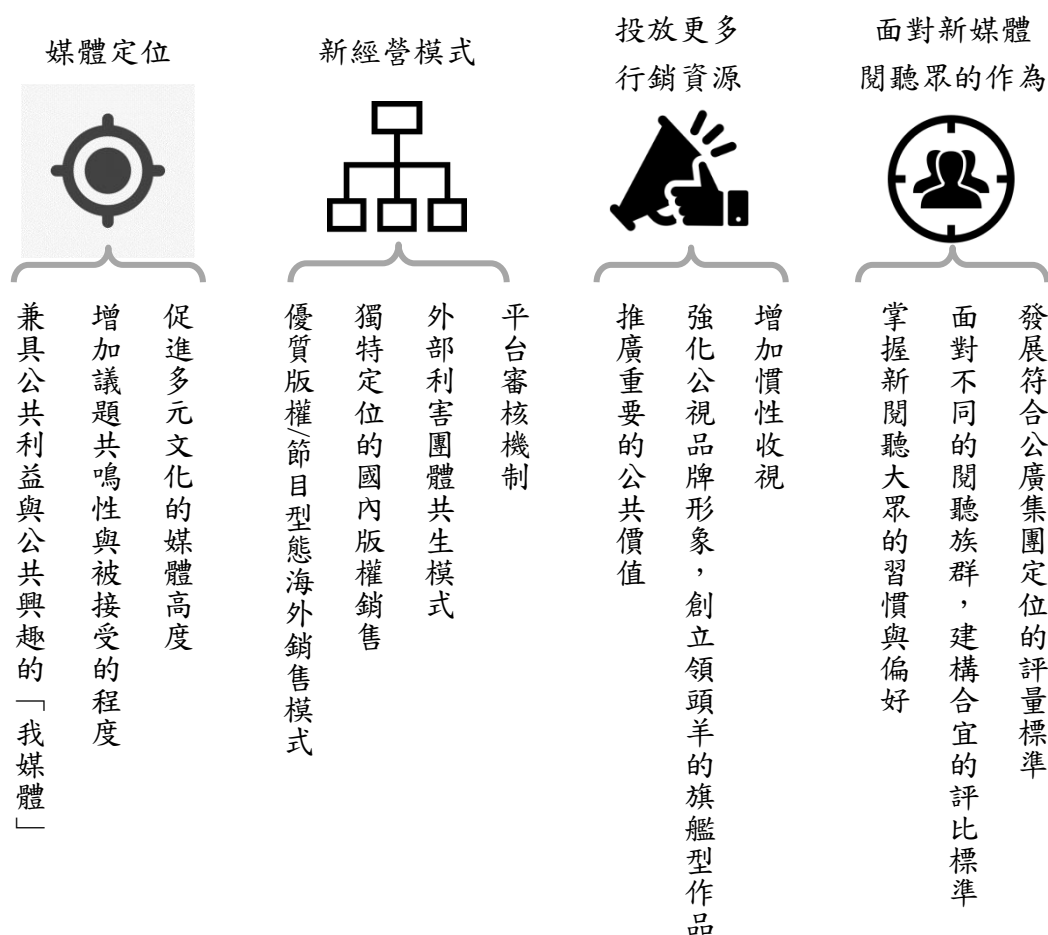 媒體定位
兼具公共利益與公共興趣的「我媒體」
增加議題共鳴性與被接受的程度
促進多元文化的媒體高度
新經營模式
優質版權/節目型態海外銷售模式
獨特定位的國內版權銷售
外部利害團體共生模式
平台審核機制
投放更多
行銷資源
推廣重要的公共價值
強化公視品牌形象，創立領頭羊的旗艦型作品
增加慣性收視
面對新媒體
閱聽眾的作為
掌握新閱聽大眾的習慣與偏好
面對不同的閱聽族群，建構合宜的評比標準
發展符合公廣集團定位的評量標準